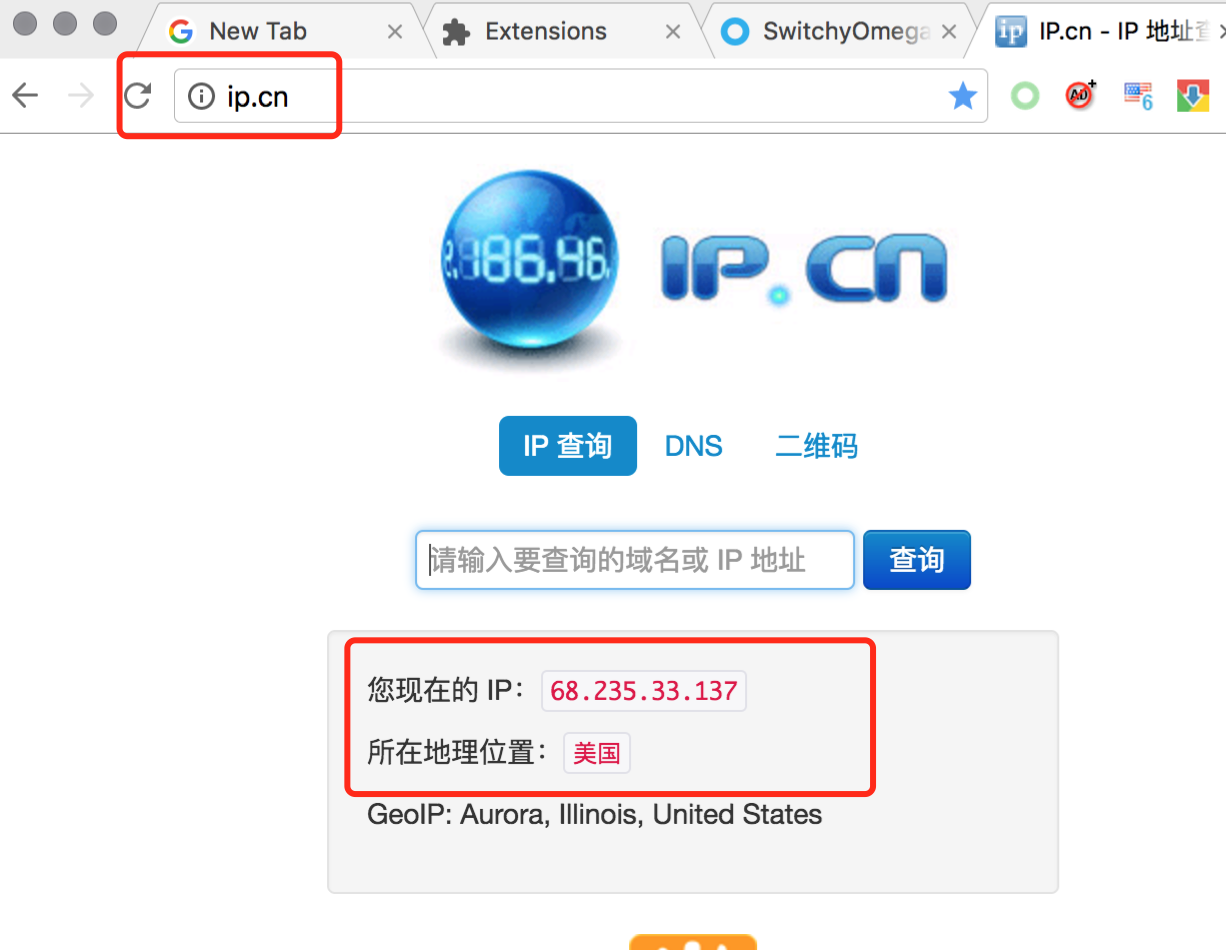 New Tab
Extensions
SwitchyOmega
IP.cn - IP 地址查
ip.cn
6
2.186.46.
IP.CN
IP 查询
DNS
二维码
请输入要查询的域名或 IP 地址
查询
您现在的 IP： 68.235.33.137
所在地理位置： 美国
GeoIP: Aurora, Illinois, United States